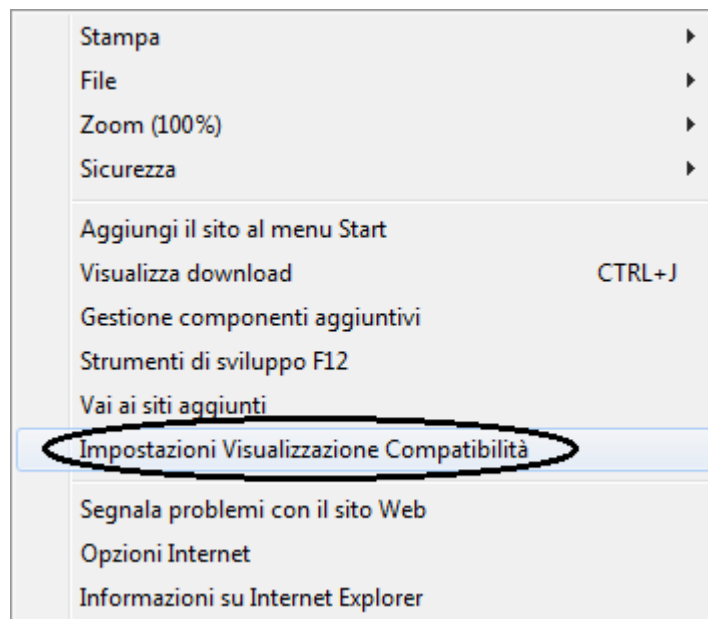 Stampa
File
Zoom (100%)
Sicurezza
Aggiungi il sito al menu Start
Visualizza download CTRL+J
Gestione componenti aggiuntivi
Strumenti di sviluppo F12
Vai ai siti aggiunti
Impostazioni Visualizzazione Compatibilità
Segnala problemi con il sito Web
Opzioni Internet
Informazioni su Internet Explorer